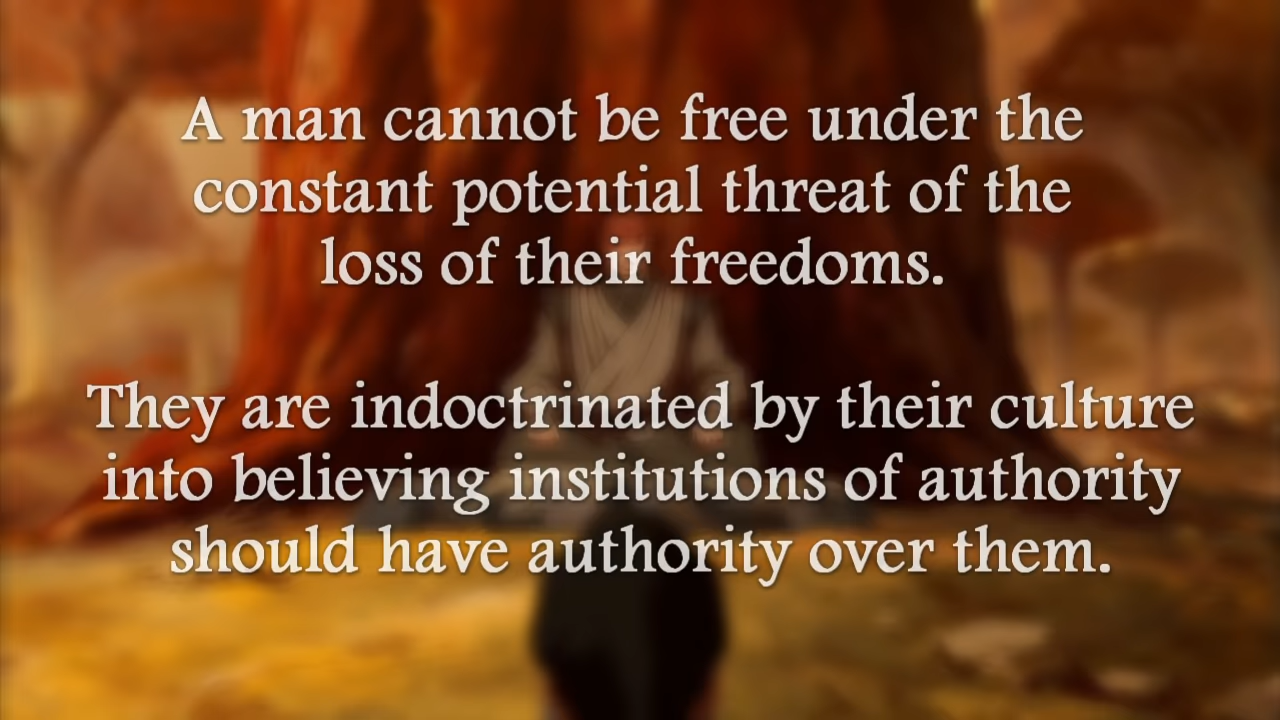 A man cannot be free under the
constant potential threat of the
loss of their freedoms.
They are indoctrinated by their culture
into believing institutions of authority
should have authority over them.